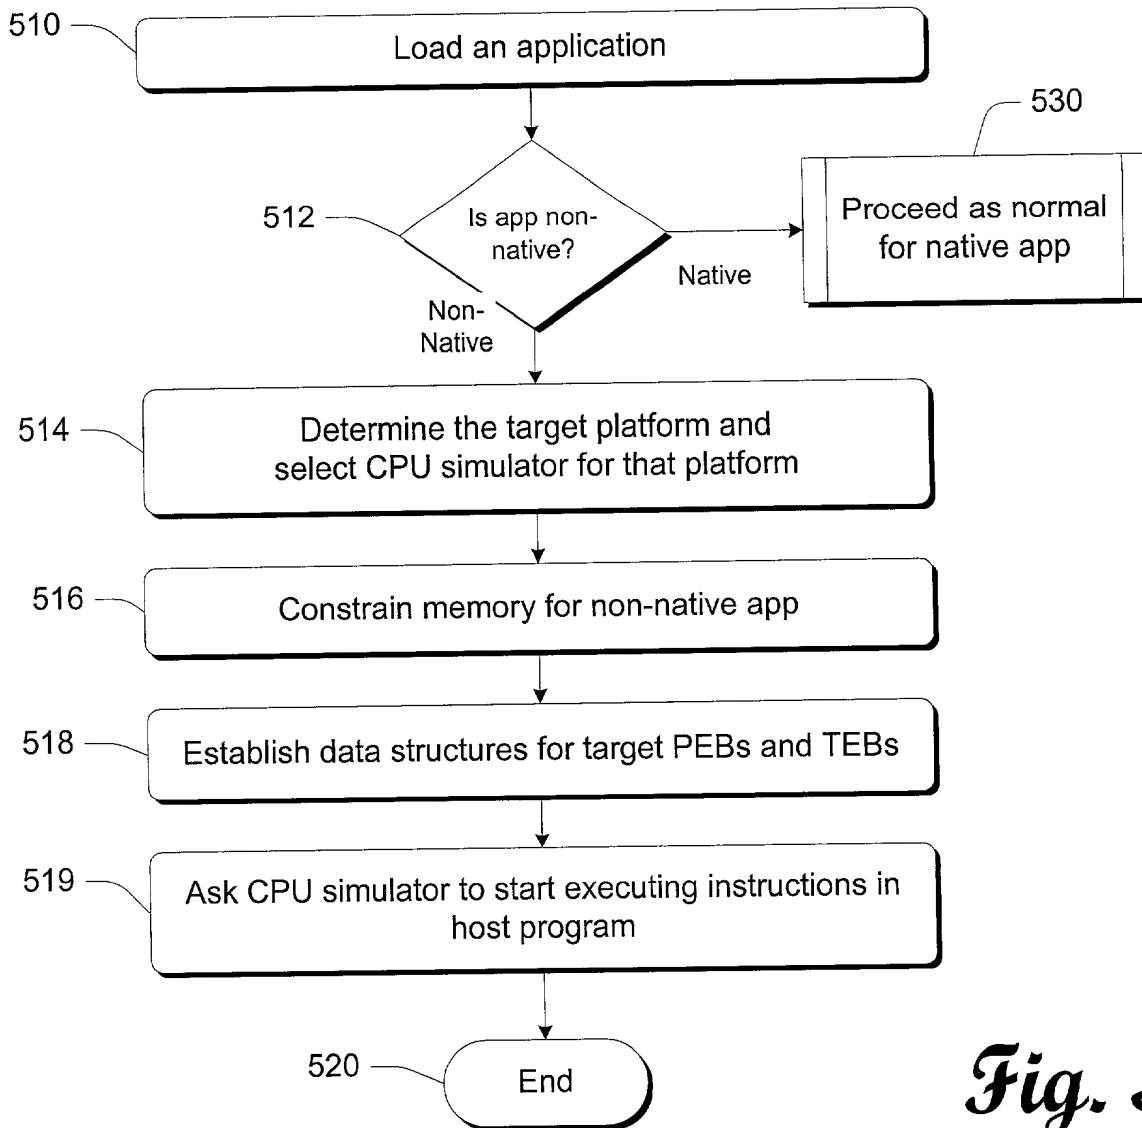 510
Load an application
530
512
Is app non-
native?
Proceed as normal
for native app
Native
Non-
Native
514
Determine the target platform and
select CPU simulator for that platform
516
Constrain memory for non-native app
518
Establish data structures for target PEBs and TEBs
519
Ask CPU simulator to start executing instructions in
host program
520
End
Fig.